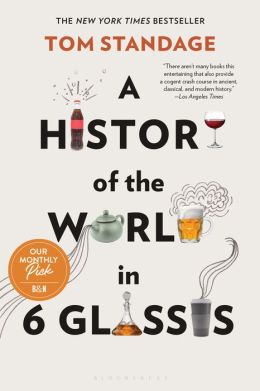 THE NEW YORK TIMES BESTSELLER
TOM STANDAGE
"There aren't many books this
entertaining that also provide
a cogent crash course in ancient,
classical, and modern history."
—Los Angeles Times
A
HISTORY
of the
WORLD
in
6 GLASSES
OUR
MONTHLY
Pick
B&N
BLOOMSBURY